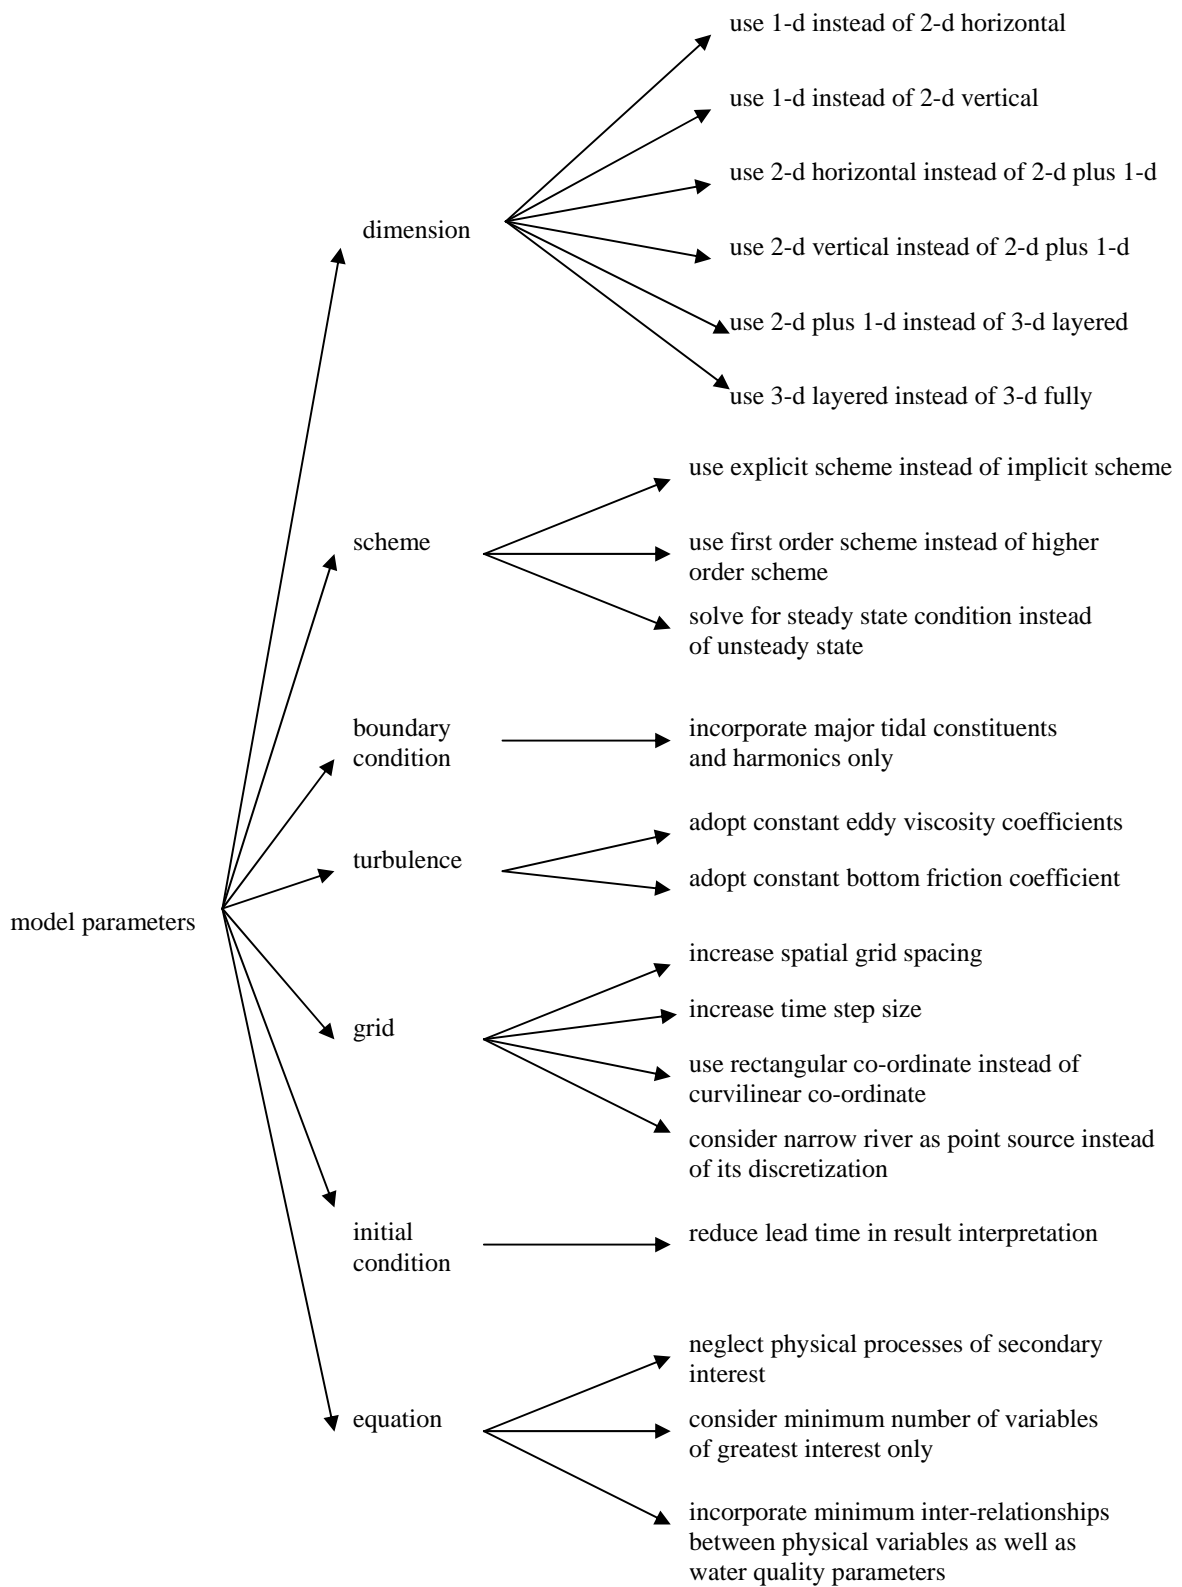 use 1-d instead of 2-d horizontal
use 1-d instead of 2-d vertical
use 2-d horizontal instead of 2-d plus 1-d
dimension
use 2-d vertical instead of 2-d plus 1-d
use 2-d plus 1-d instead of 3-d layered
use 3-d layered instead of 3-d fully
use explicit scheme instead of implicit scheme
scheme
use first order scheme instead of higher
order scheme
solve for steady state condition instead
of unsteady state
boundary
condition
incorporate major tidal constituents
and harmonics only
turbulence
adopt constant eddy viscosity coefficients
adopt constant bottom friction coefficient
model parameters
increase spatial grid spacing
increase time step size
grid
use rectangular co-ordinate instead of
curvilinear co-ordinate
consider narrow river as point source instead
of its discretization
initial
condition
reduce lead time in result interpretation
neglect physical processes of secondary
interest
equation
consider minimum number of variables
of greatest interest only
incorporate minimum inter-relationships
between physical variables as well as
water quality parameters